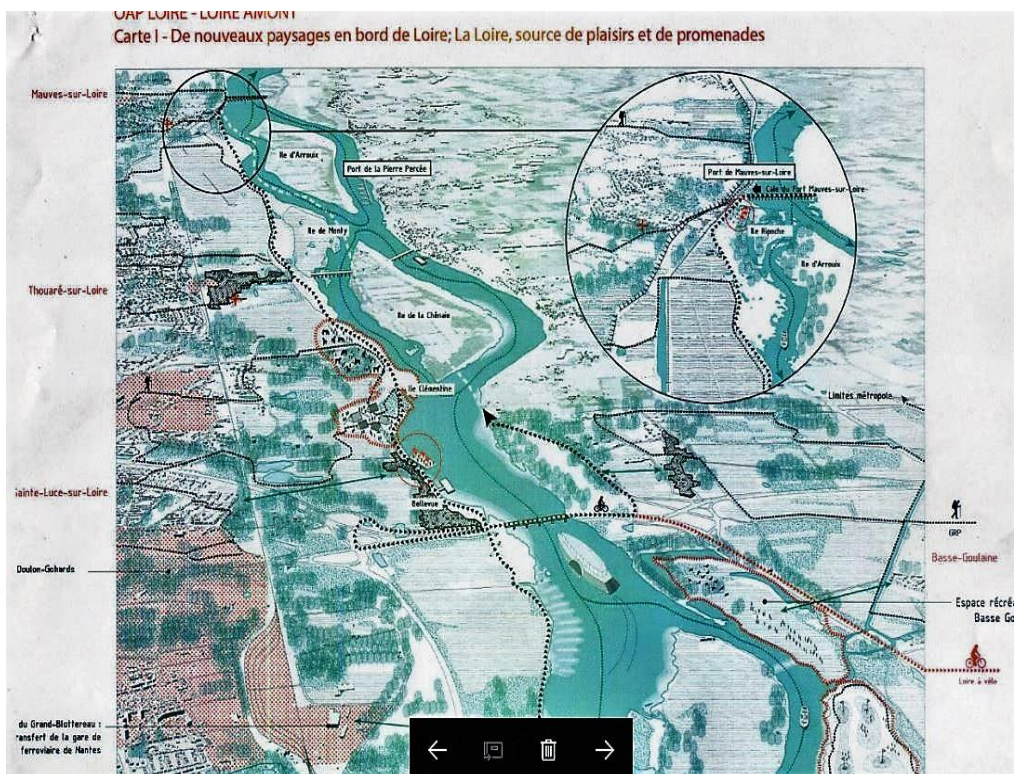 OAP LOIRE - LOIRE AMONT
Carte I - De nouveaux paysages en bord de Loire; La Loire, source de plaisirs et de promenades
Mauves-sur-Loire
Ile d'Arrouix
Port de la Pierre Percée
Port de Mauves-sur-Loire
Cale du Port Mauves-sur-Loire
Ile de Monty
Ile Ripoche
Ile d'Arrouix
Thouaré-sur-Loire
Ile de la Chênaie
Ile Clémentine
Limites métropole
Sainte-Luce-sur-Loire
Bellevue
GRP
Basse-Goulaine
Doulon-Gohards
Espace récréa
Basse Go
Loire à vélo
du Grand-Blottereau :
ransfert de la gare de
ferroviaire de Nantes